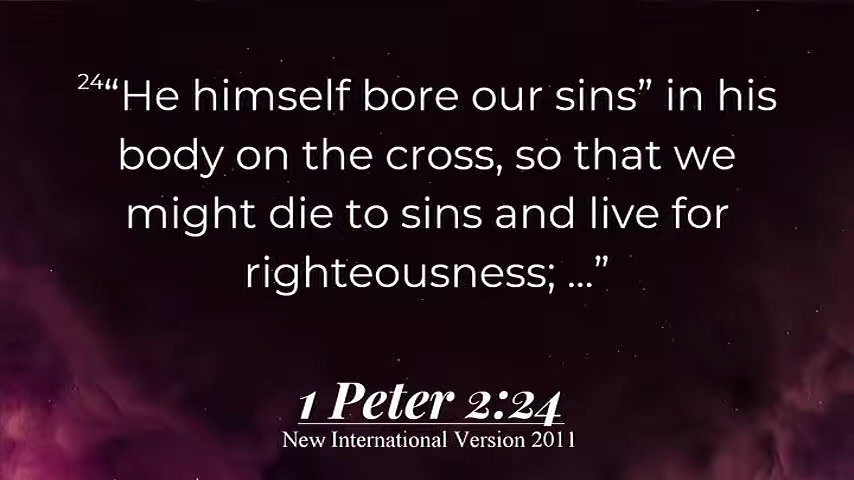 24“He himself bore our sins” in his
body on the cross, so that we
might die to sins and live for
righteousness; ...”
1 Peter 2:24
New International Version 2011